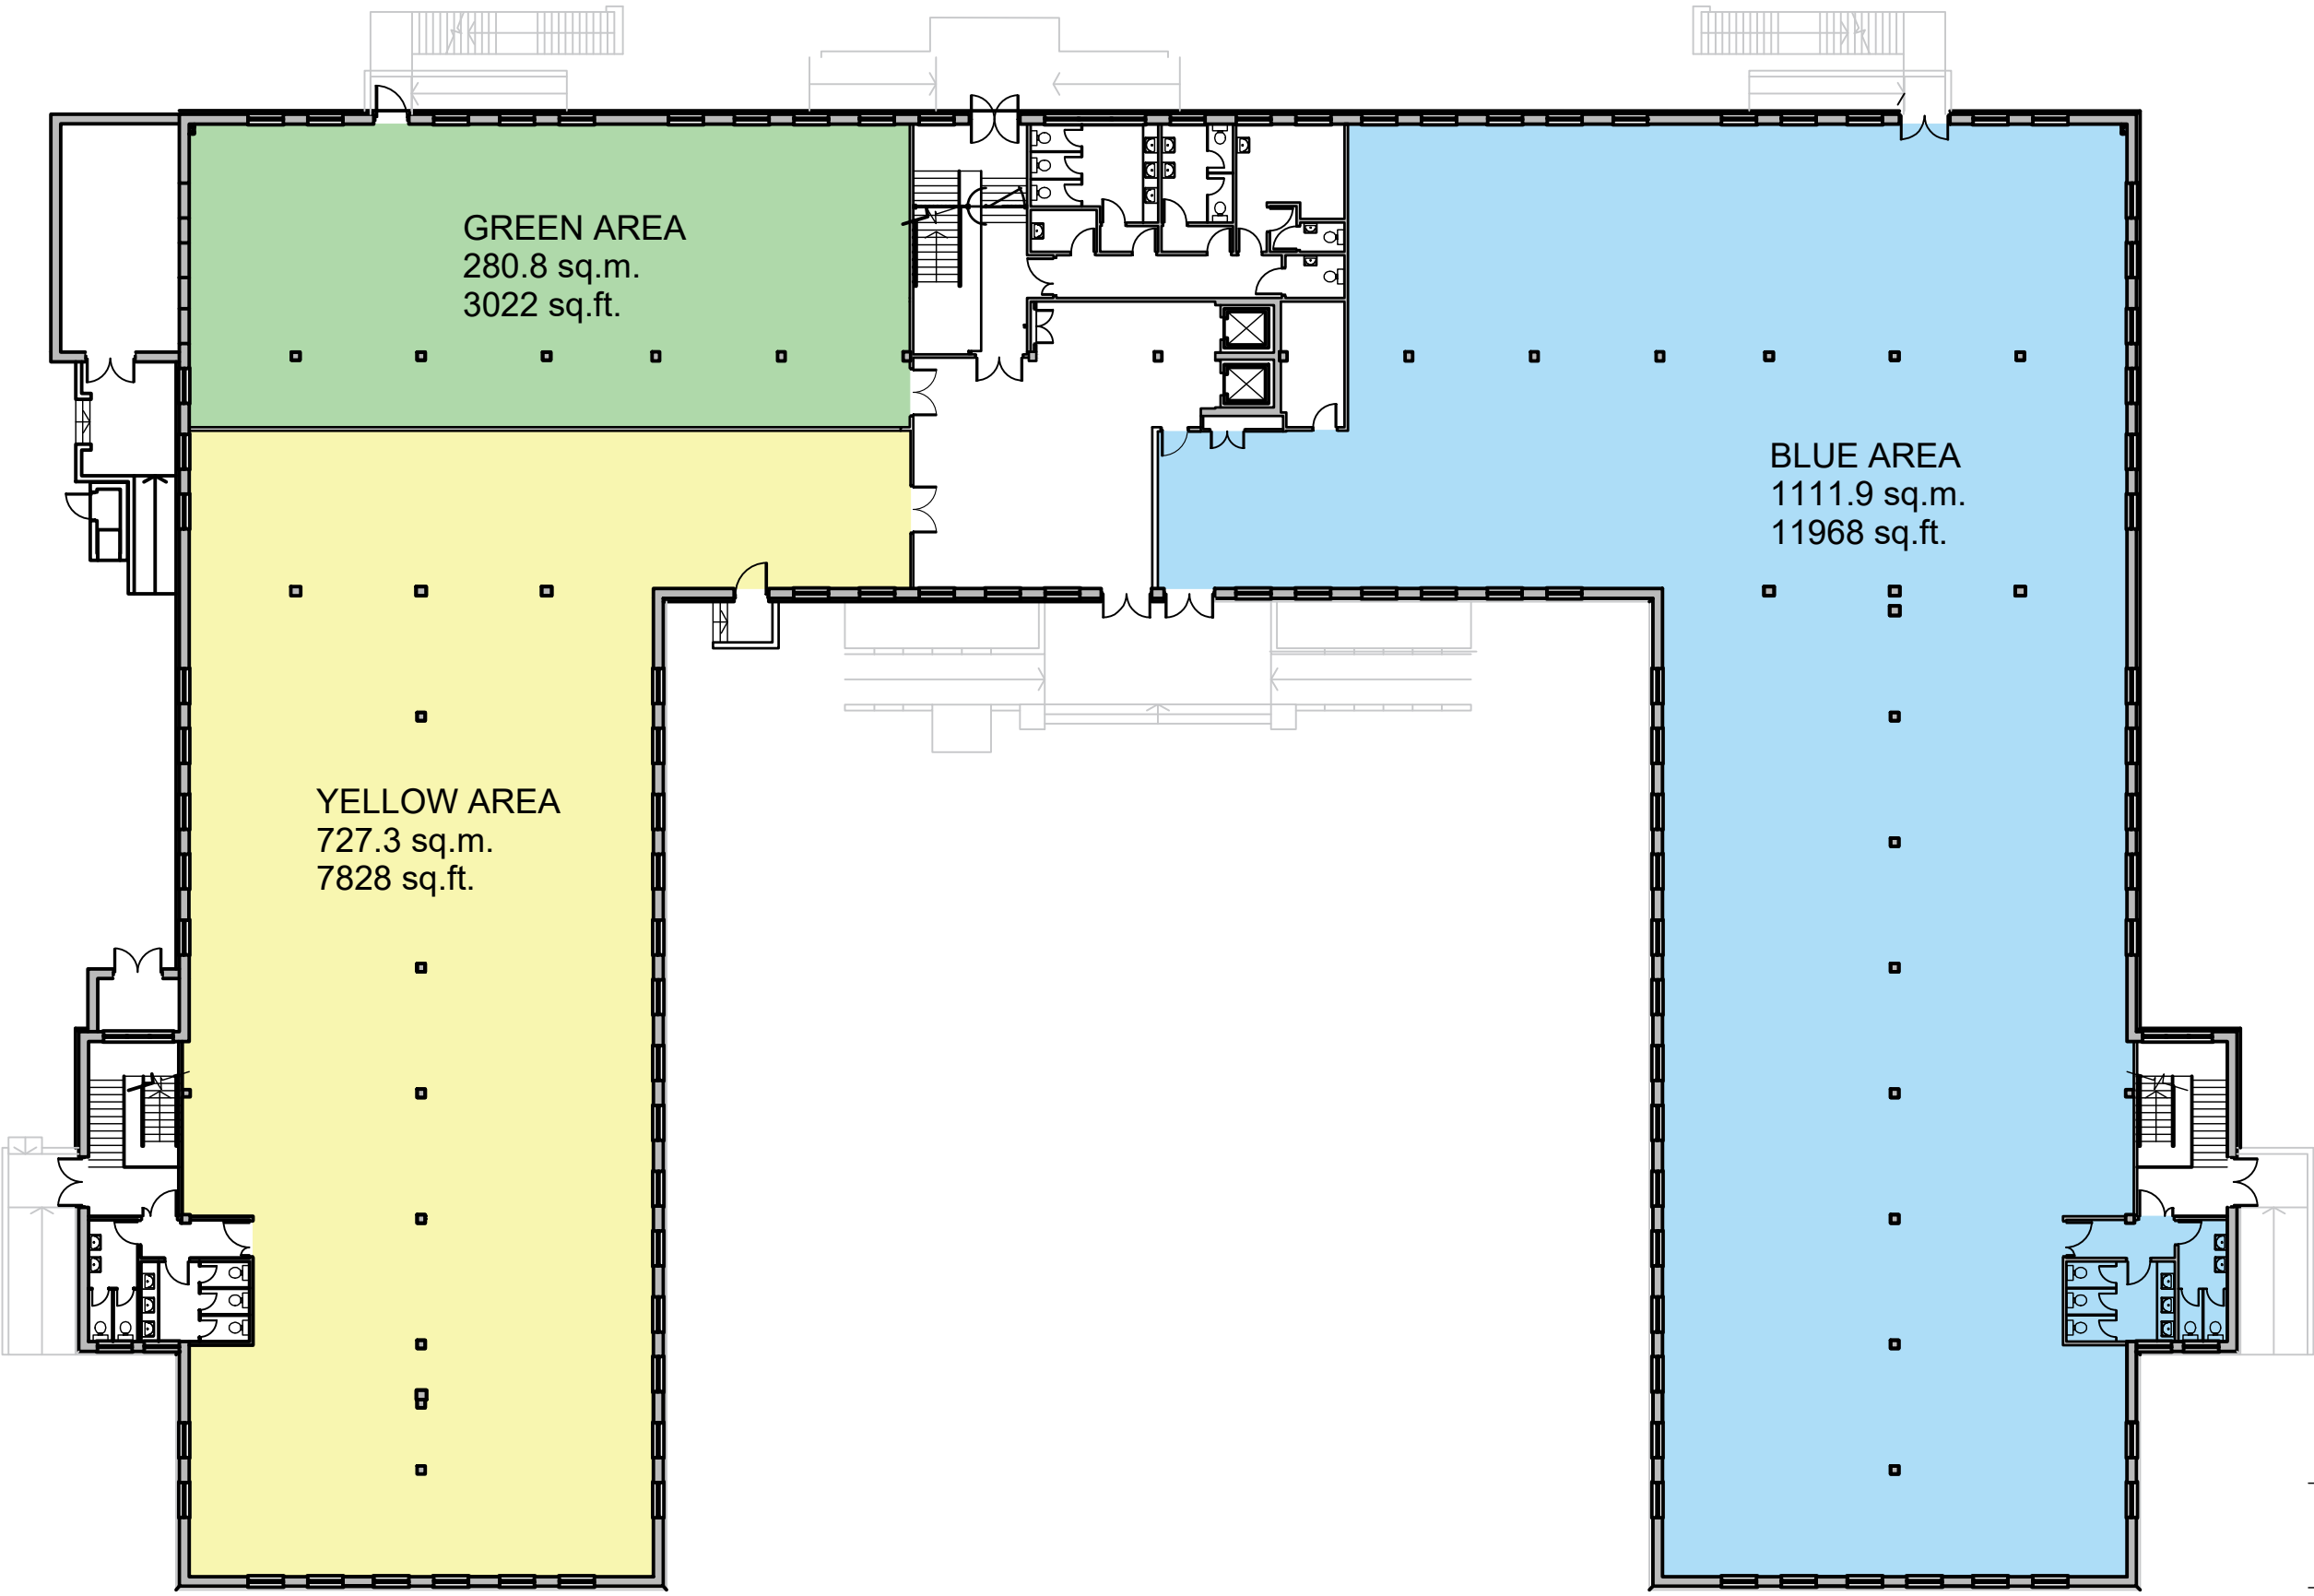 GREEN AREA
280.8 sq.m.
3022 sq.ft.
BLUE AREA
1111.9 sq.m.
11968 sq.ft.
YELLOW AREA
727.3 sq.m.
7828 sq.ft.